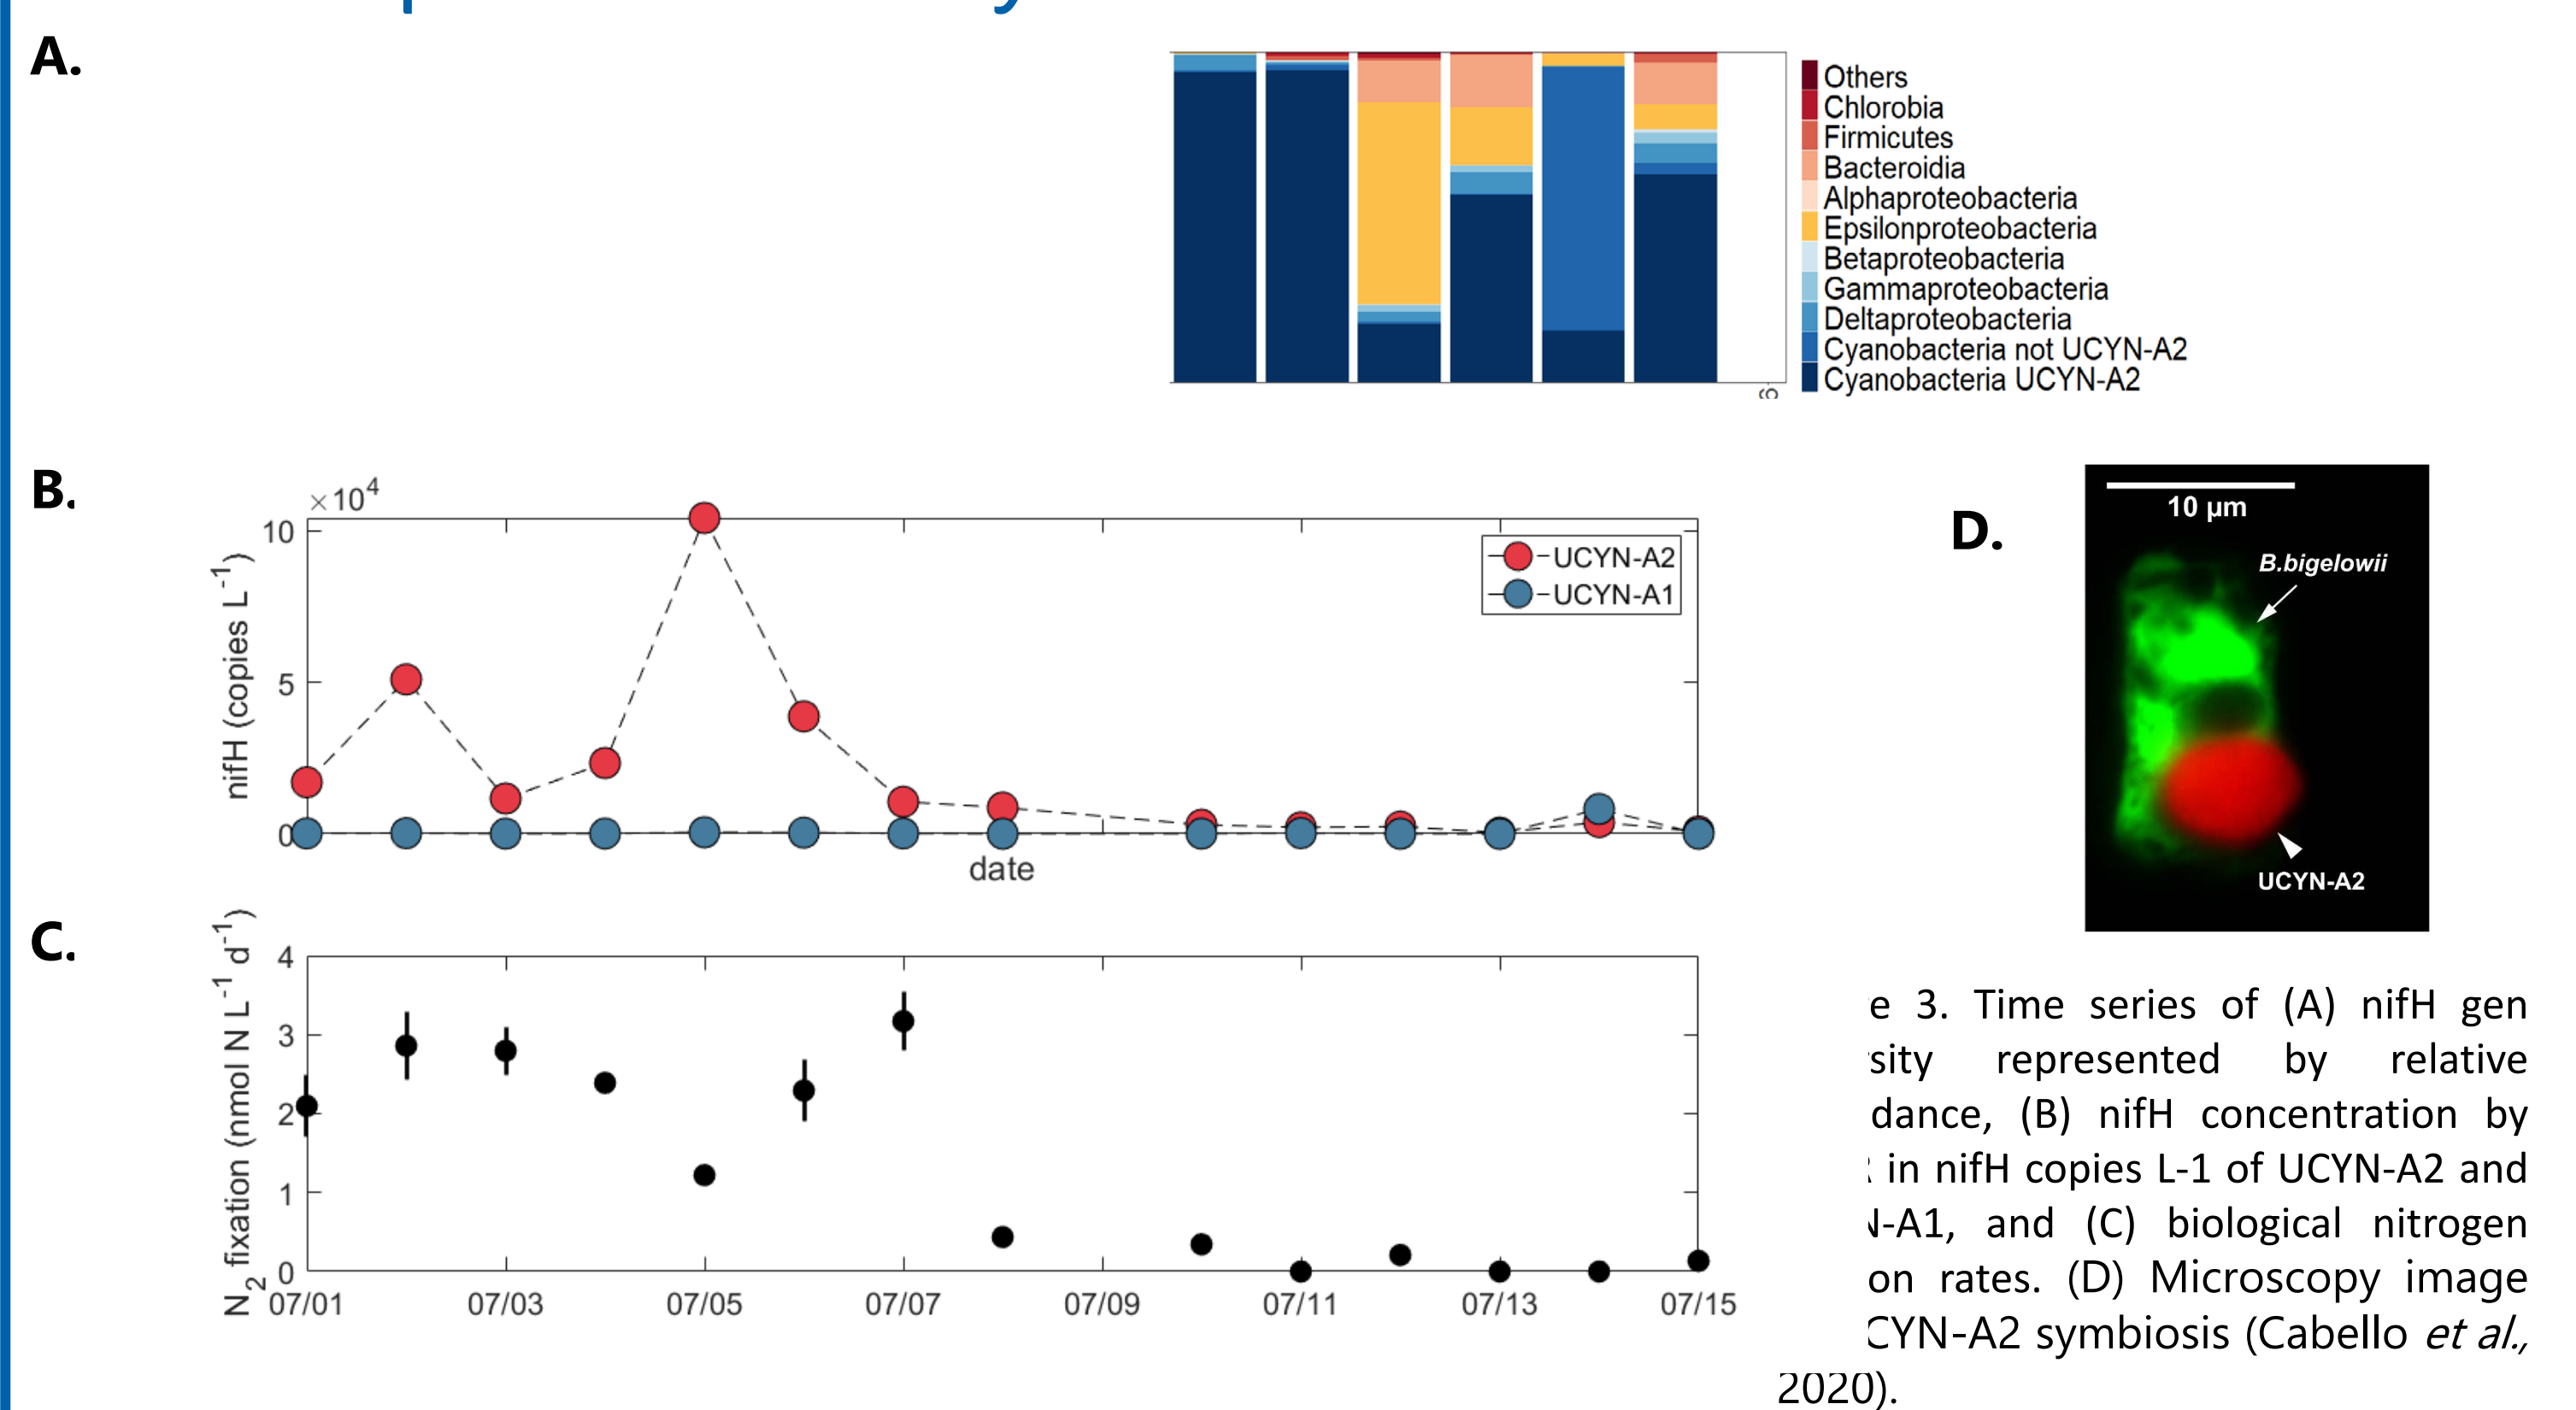 A.
Others
Chlorobia
Firmicutes
Bacteroidia
Alphaproteobacteria
Epsilonproteobacteria
Betaproteobacteria
Gammaproteobacteria
Deltaproteobacteria
Cyanobacteria not UCYN-A2
Cyanobacteria UCYN-A2
B.
×10⁴
10
5
0
nifH (copies L⁻¹)
UCYN-A2
UCYN-A1
date
D.
10 µm
B.bigelowii
UCYN-A2
C.
4
3
2
1
0
N₂ fixation (nmol N L⁻¹ d⁻¹)
07/01 07/03 07/05 07/07 07/09 07/11 07/13 07/15
e 3. Time series of (A) nifH gen
sity represented by relative
dance, (B) nifH concentration by
in nifH copies L-1 of UCYN-A2 and
-A1, and (C) biological nitrogen
on rates. (D) Microscopy image
CYN-A2 symbiosis (Cabello et al.,
2020).